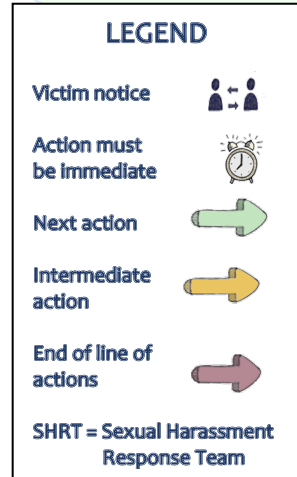 LEGEND
Victim notice
Action must
be immediate
Next action
Intermediate
action
End of line of
actions
SHRT = Sexual Harassment
Response Team